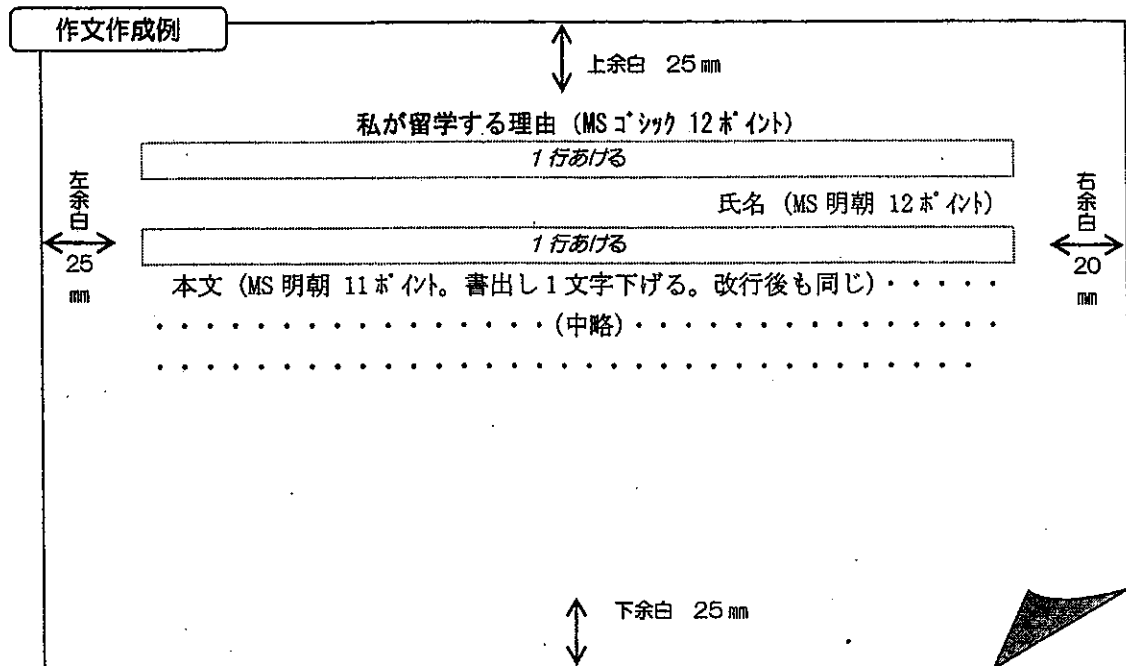 作文作成例
上余白 25㎜
私が留学する理由 (MSゴシック 12ポイント)
1行あける
氏名 (MS明朝 12ポイント)
1行あける
左余白
25
㎜
右余白
20
㎜
本文 (MS明朝 11ポイント。書出し1文字下げる。改行後も同じ)・・・・・
・・・・・・・・・・・・・・・・(中略)・・・・・・・・・・・・・・・
・・・・・・・・・・・・・・・・・・・・・・・・・・・・・・・・
下余白 25㎜